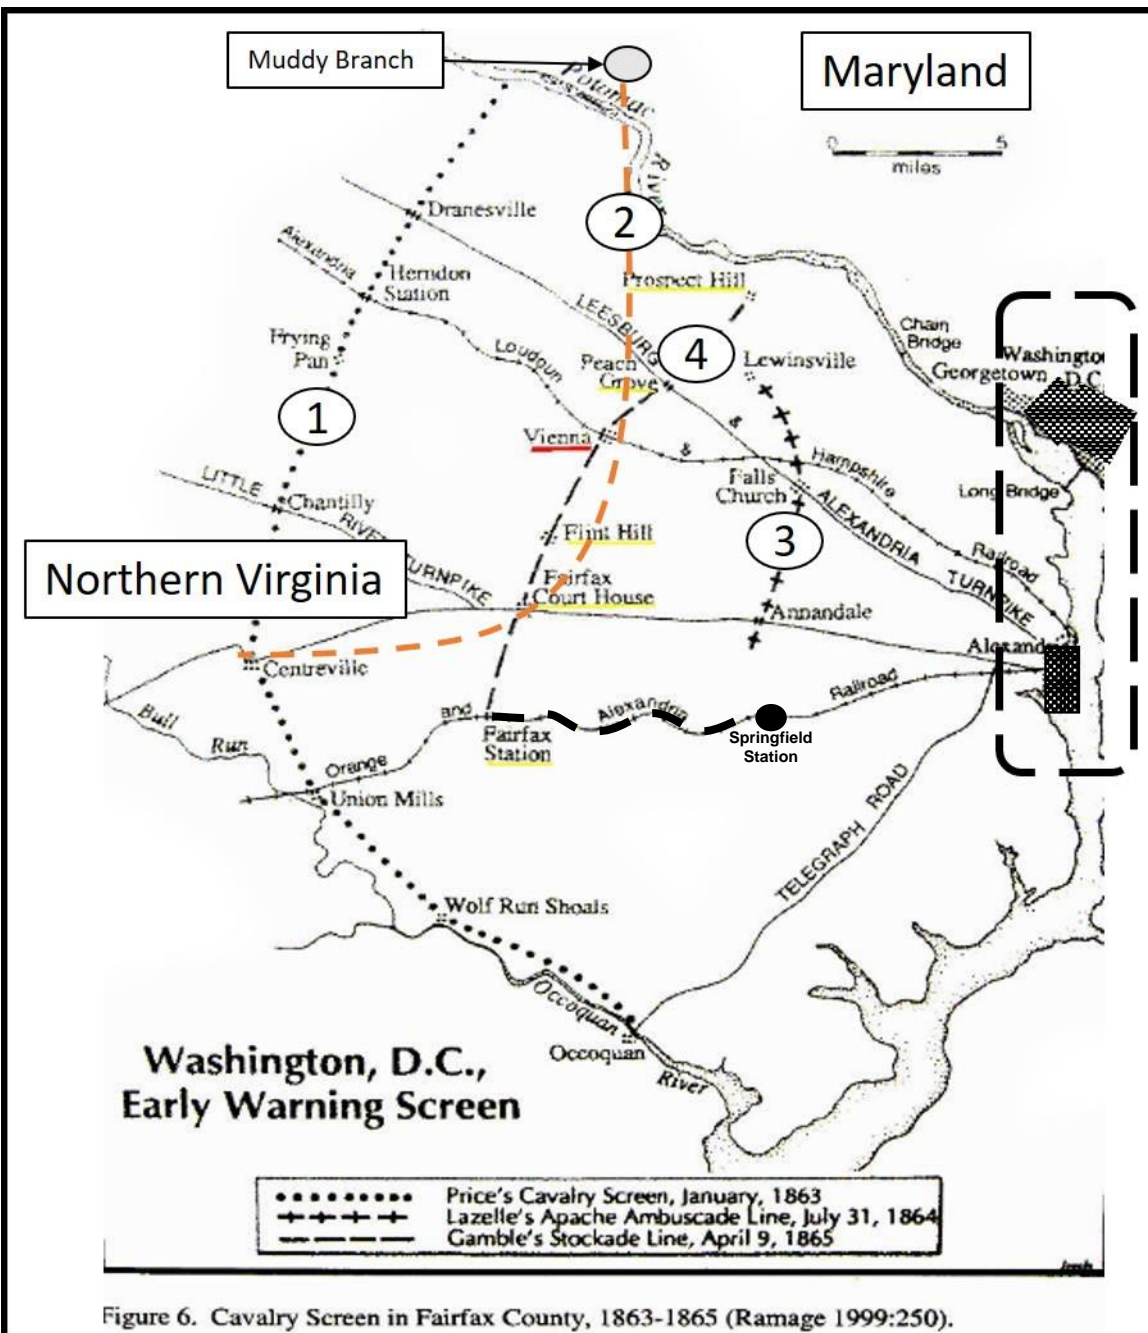 Muddy Branch
Maryland
Potomac
River
0 5
miles
2
Dranesville
Alexandria
Herndon
Station
Prospect Hill
LEESBURG
Chain
Bridge
Frying
Pan
Loudoun
4
Peach
Grove
Lewinsville
Washington
Georgetown D.C.
1
Vienna
&
&
Hampshire
Falls
Church
Long Bridge
LITTLE
Chantilly
RIVER TURNPIKE
ALEXANDRIA
Flint Hill
3
Railroad
TURNPIKE
Northern Virginia
Fairfax
Court House
Annandale
Alexand
Centreville
Bull
Run
and
Alexandria
Railroad
Fairfax
Station
Springfield
Station
Orange
Union Mills
TELEGRAPH ROAD
Wolf Run Shoals
Occoquan
Occoquan
River
Washington, D.C.,
Early Warning Screen
Price's Cavalry Screen, January, 1863
Lazelle's Apache Ambuscade Line, July 31, 1864
Gamble's Stockade Line, April 9, 1865
Figure 6. Cavalry Screen in Fairfax County, 1863-1865 (Ramage 1999:250).